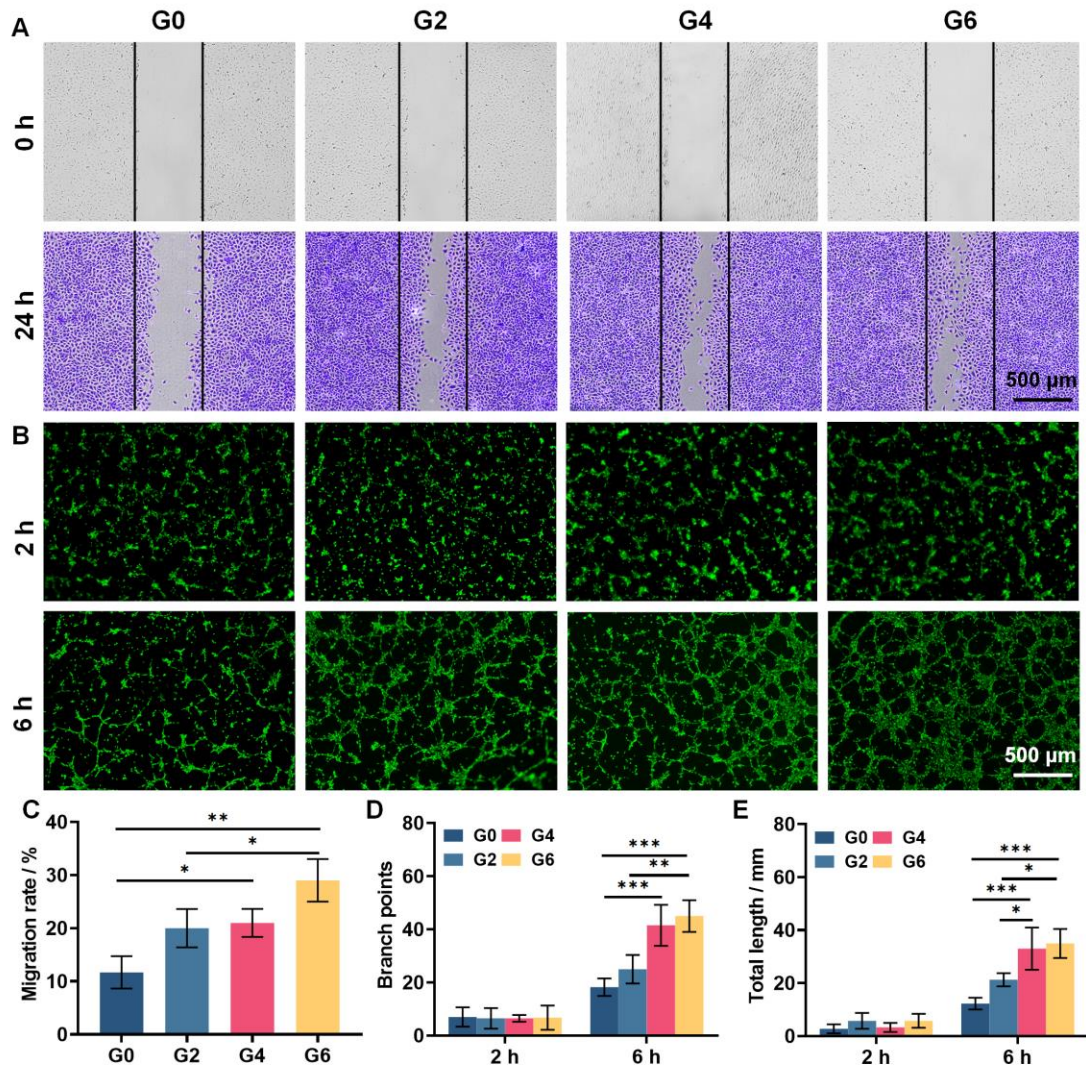 G0 G2 G4 G6
A
0 h
24 h
500 μm
B
2 h
6 h
500 μm
C
Migration rate / %
40
30
20
10
0
**
*
*
G0 G2 G4 G6
D
Branch points
80
60
40
20
0
G0 G4
G2 G6
***
**
***
2 h 6 h
E
Total length / mm
80
60
40
20
0
G0 G4
G2 G6
***
*
***
*
2 h 6 h